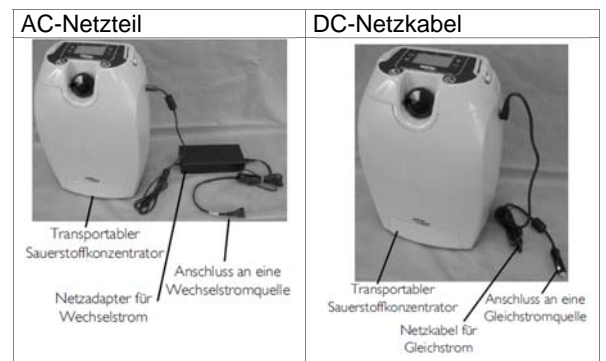 AC-Netzteil
DC-Netzkabel
Transportabler
Sauerstoffkonzentrator
Anschluss an eine
Wechselstromquelle
Netzadapter für
Wechselstrom
Transportabler
Sauerstoffkonzentrator
Anschluss an eine
Gleichstromquelle
Netzkabel für
Gleichstrom